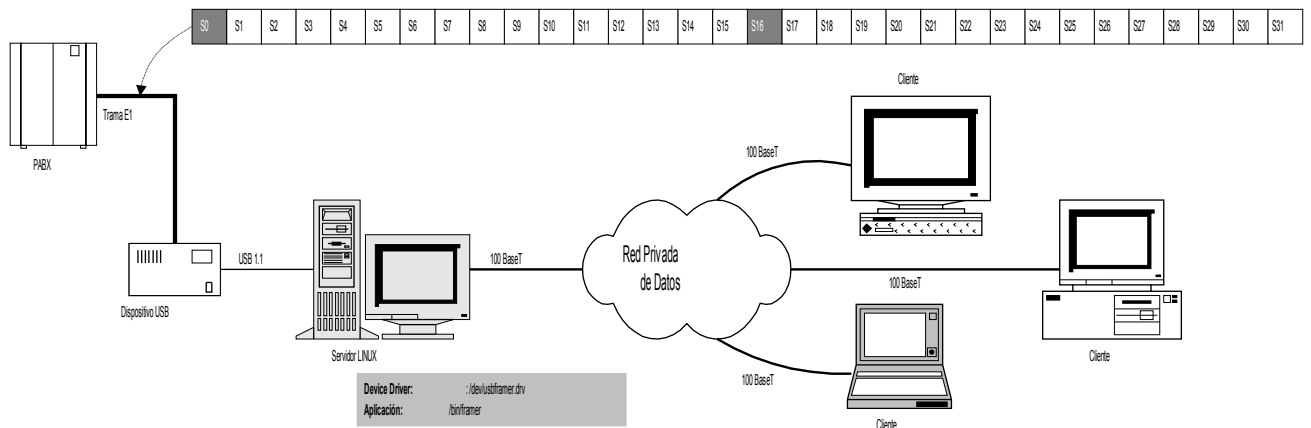 S0 S1 S2 S3 S4 S5 S6 S7 S8 S9 S10 S11 S12 S13 S14 S15 S16 S17 S18 S19 S20 S21 S22 S23 S24 S25 S26 S27 S28 S29 S30 S31
Trama E1
PABX
Cliente
100 BaseT
USB 1.1
Dispositivo USB
100 BaseT
Servidor LINUX
Red Privada
de Datos
100 BaseT
Cliente
100 BaseT
Cliente
Device Driver: : /dev/usbframer.drv
Aplicación: /bin/framer